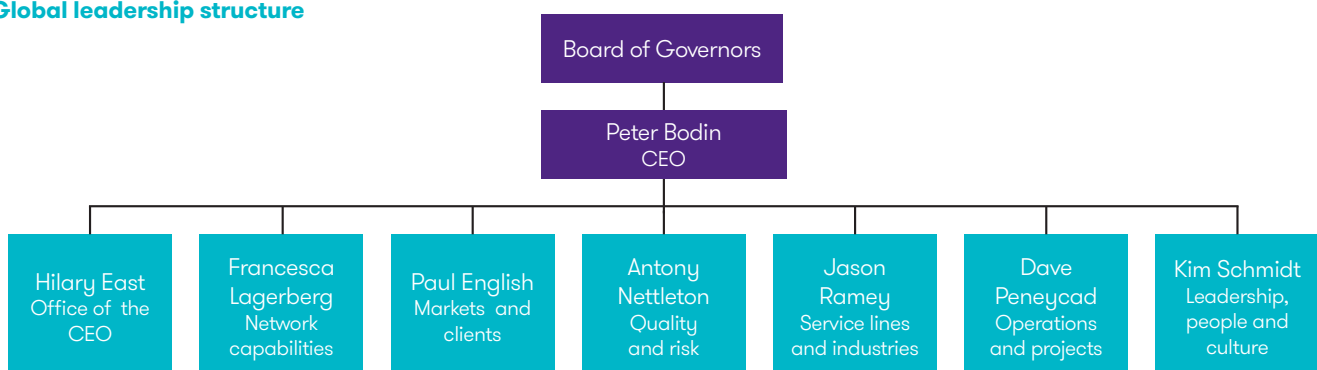 Global leadership structure
Board of Governors
Peter Bodin
CEO
Hilary East
Office of the
CEO
Francesca
Lagerberg
Network
capabilities
Paul English
Markets and
clients
Antony
Nettleton
Quality
and risk
Jason
Ramey
Service lines
and industries
Dave
Peneycad
Operations
and projects
Kim Schmidt
Leadership,
people and
culture